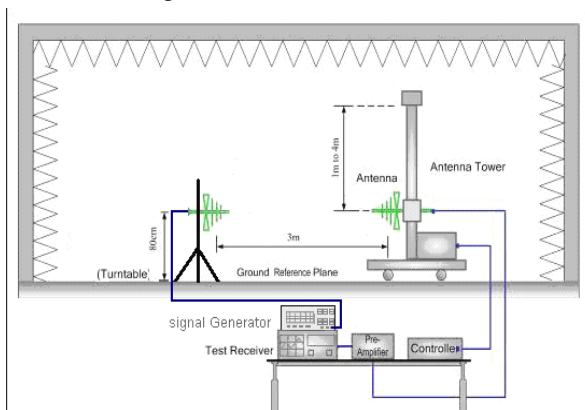 1m to 4m
Antenna Tower
Antenna
80cm
3m
(Turntable)
Ground Reference Plane
signal Generator
Test Receiver
Pre-
Amplifier
Controller